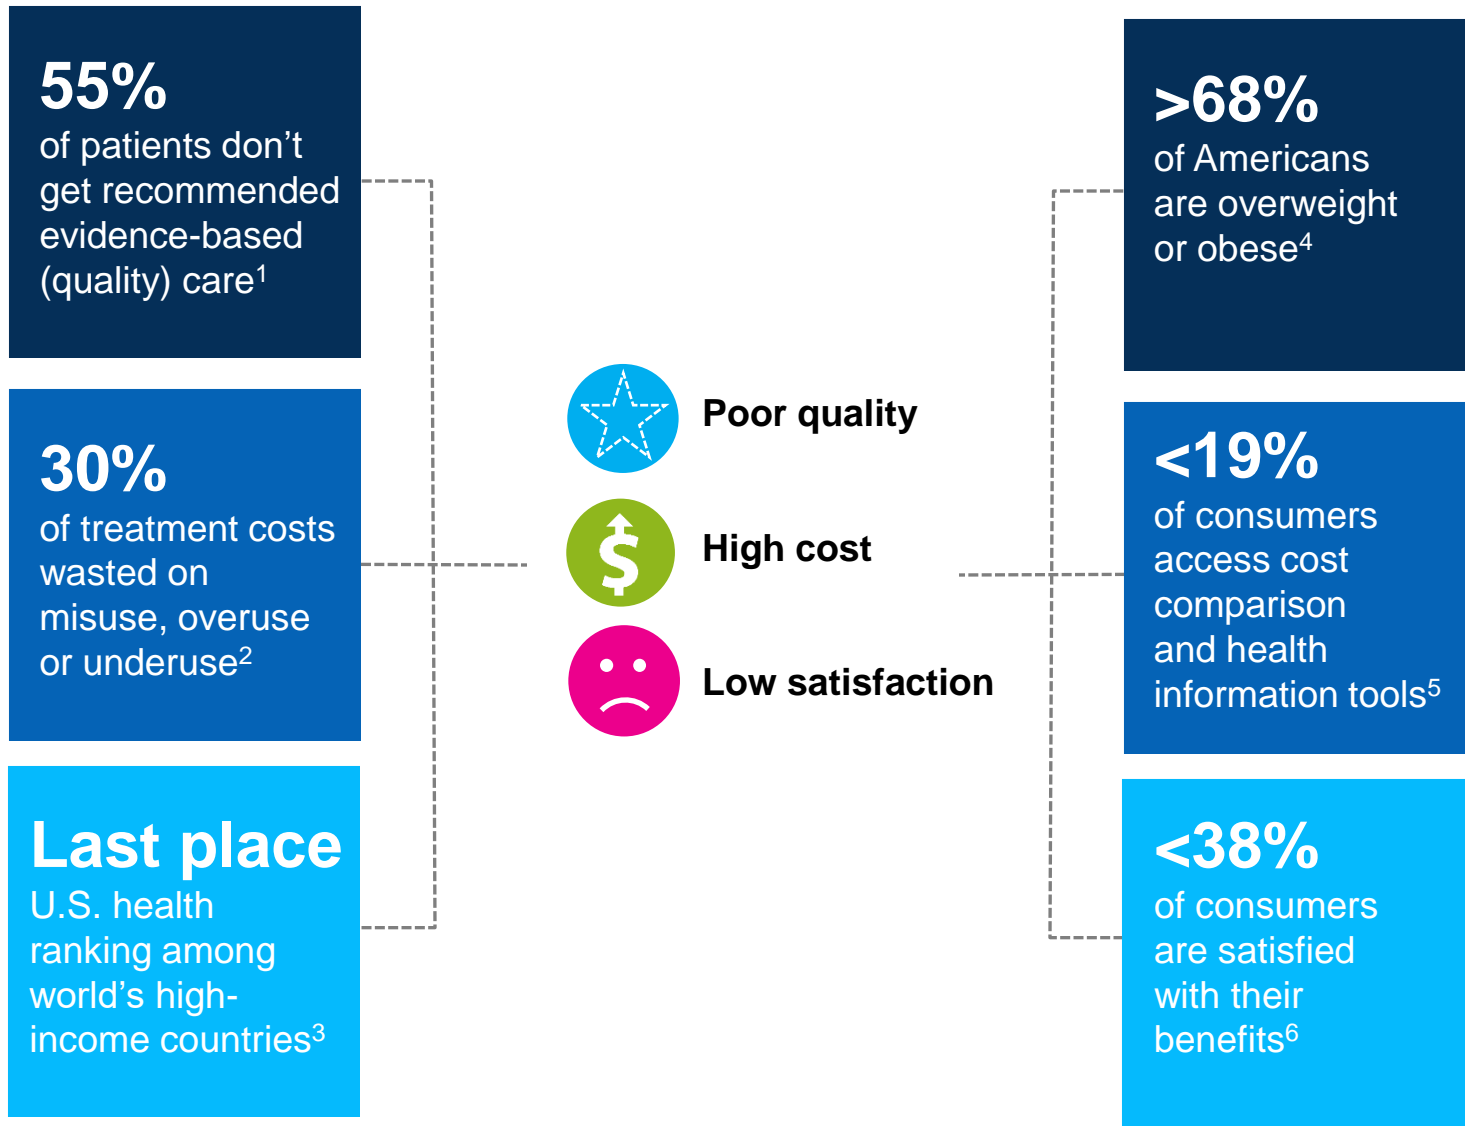 55%
of patients don’t
get recommended
evidence-based
(quality) care1
30%
of treatment costs
wasted on
misuse, overuse
or underuse2
Last place
U.S. health
ranking among
world’s high-
income countries3
Poor quality
High cost
Low satisfaction
>68%
of Americans
are overweight
or obese4
<19%
of consumers
access cost
comparison
and health
information tools5
<38%
of consumers
are satisfied
with their
benefits6